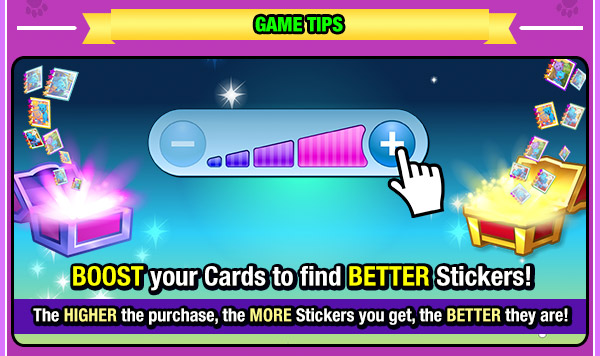 GAME TIPS
BOOST your Cards to find BETTER Stickers!
The HIGHER the purchase, the MORE Stickers you get, the BETTER they are!